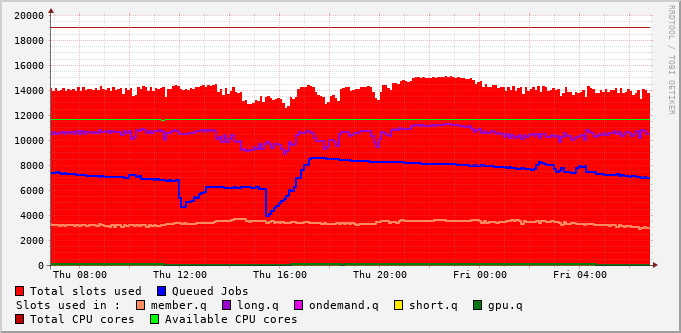 20000
18000
16000
14000
12000
10000
8000
6000
4000
2000
0
Thu 08:00 Thu 12:00 Thu 16:00 Thu 20:00 Fri 00:00 Fri 04:00
Total slots used Queued Jobs
Slots used in : member.q long.q ondemand.q short.q gpu.q
Total CPU cores Available CPU cores
RRDTOOL / TOBI OETIKER